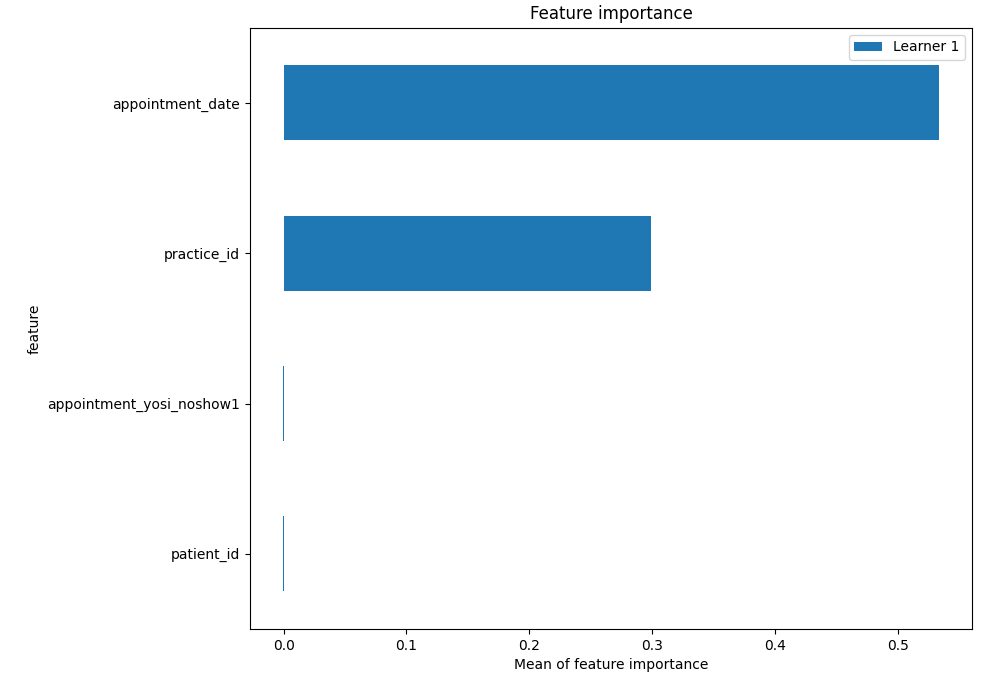 Feature importance
Learner 1
appointment_date
practice_id
appointment_yosi_noshow1
patient_id
feature
0.0 0.1 0.2 0.3 0.4 0.5
Mean of feature importance